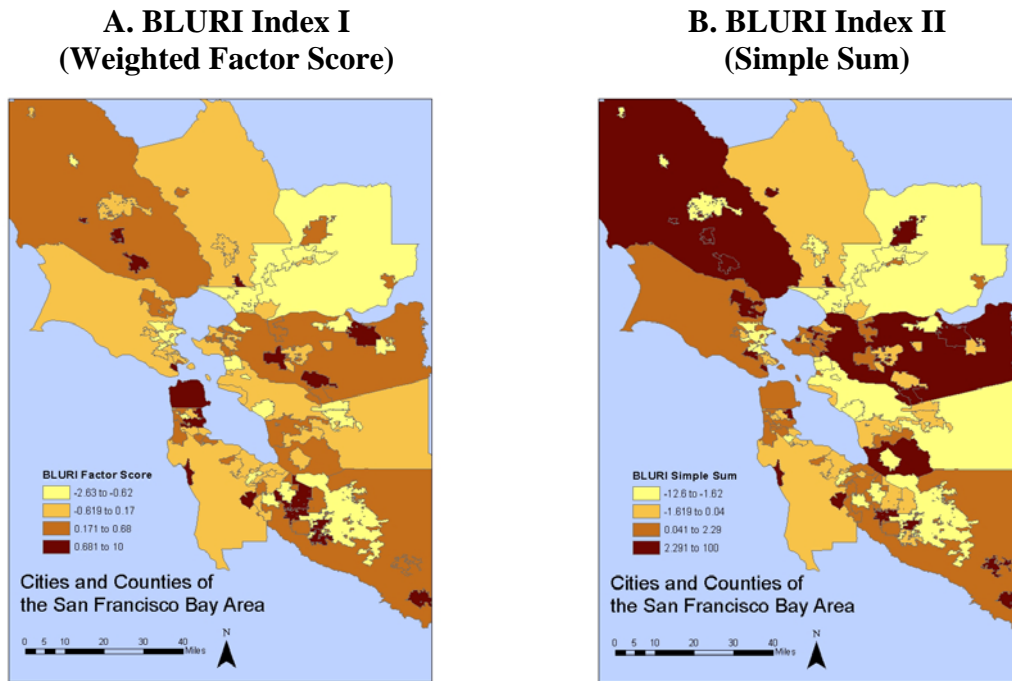 A. BLURI Index I
(Weighted Factor Score)
BLURI Factor Score
-2.63 to -0.62
-0.619 to 0.17
0.171 to 0.68
0.681 to 10
Cities and Counties of
the San Francisco Bay Area
N
0 5 10 20 30 40
Miles
B. BLURI Index II
(Simple Sum)
BLURI Simple Sum
-12.6 to -1.62
-1.619 to 0.04
0.041 to 2.29
2.291 to 100
Cities and Counties of
the San Francisco Bay Area
N
0 5 10 20 30 40
Miles